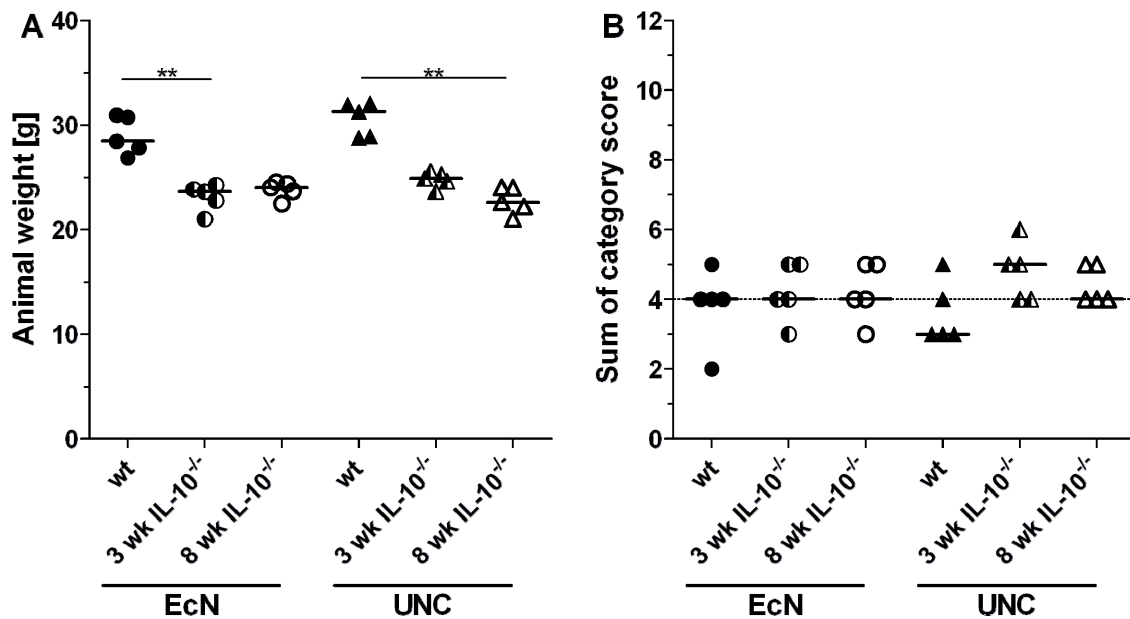 A
Animal weight [g]
40
30
20
10
0
**
**
wt
3 wk IL-10-/-
8 wk IL-10-/-
wt
3 wk IL-10-/-
8 wk IL-10-/-
EcN
UNC
B
Sum of category score
12
10
8
6
4
2
0
wt
3 wk IL-10-/-
8 wk IL-10-/-
wt
3 wk IL-10-/-
8 wk IL-10-/-
EcN
UNC